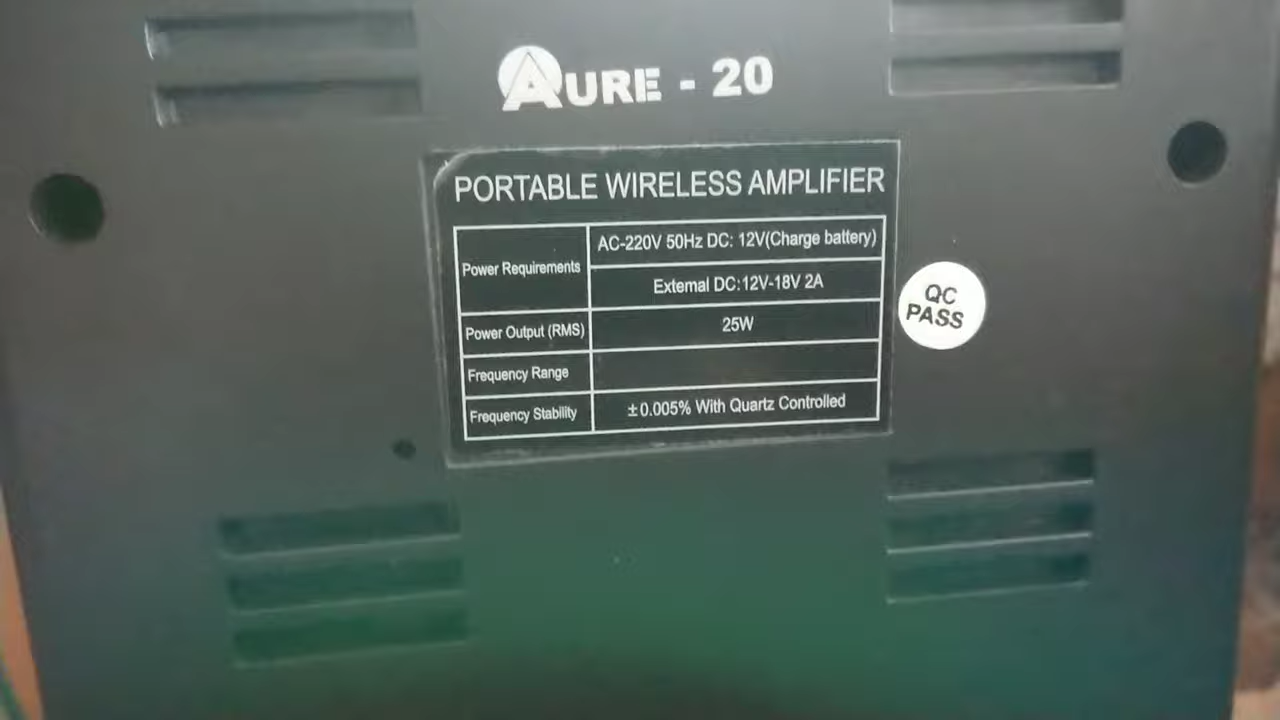 AURE - 20
PORTABLE WIRELESS AMPLIFIER
Power Requirements
AC-220V 50Hz DC: 12V(Charge battery)
External DC:12V-18V 2A
Power Output (RMS) 25W
Frequency Range
Frequency Stability ±0.005% With Quartz Controlled
QC
PASS